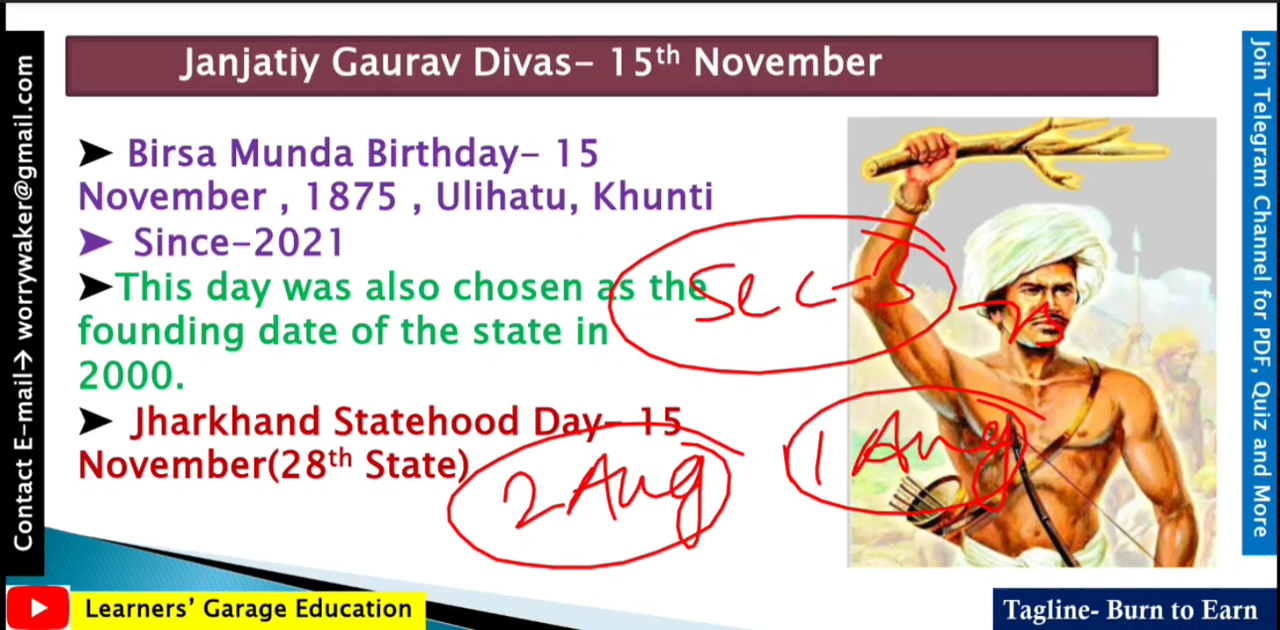 Janjatiy Gaurav Divas- 15th November
➤ Birsa Munda Birthday- 15
November , 1875 , Ulihatu, Khunti
➤ Since-2021
➤This day was also chosen as the
founding date of the state in
2000.
➤ Jharkhand Statehood Day- 15
November(28th State)
Sec-3
2 Aug
1 Aug
Contact E-mail→ worrywaker@gmail.com
Join Telegram Channel for PDF, Quiz and More
Learners' Garage Education
Tagline- Burn to Earn